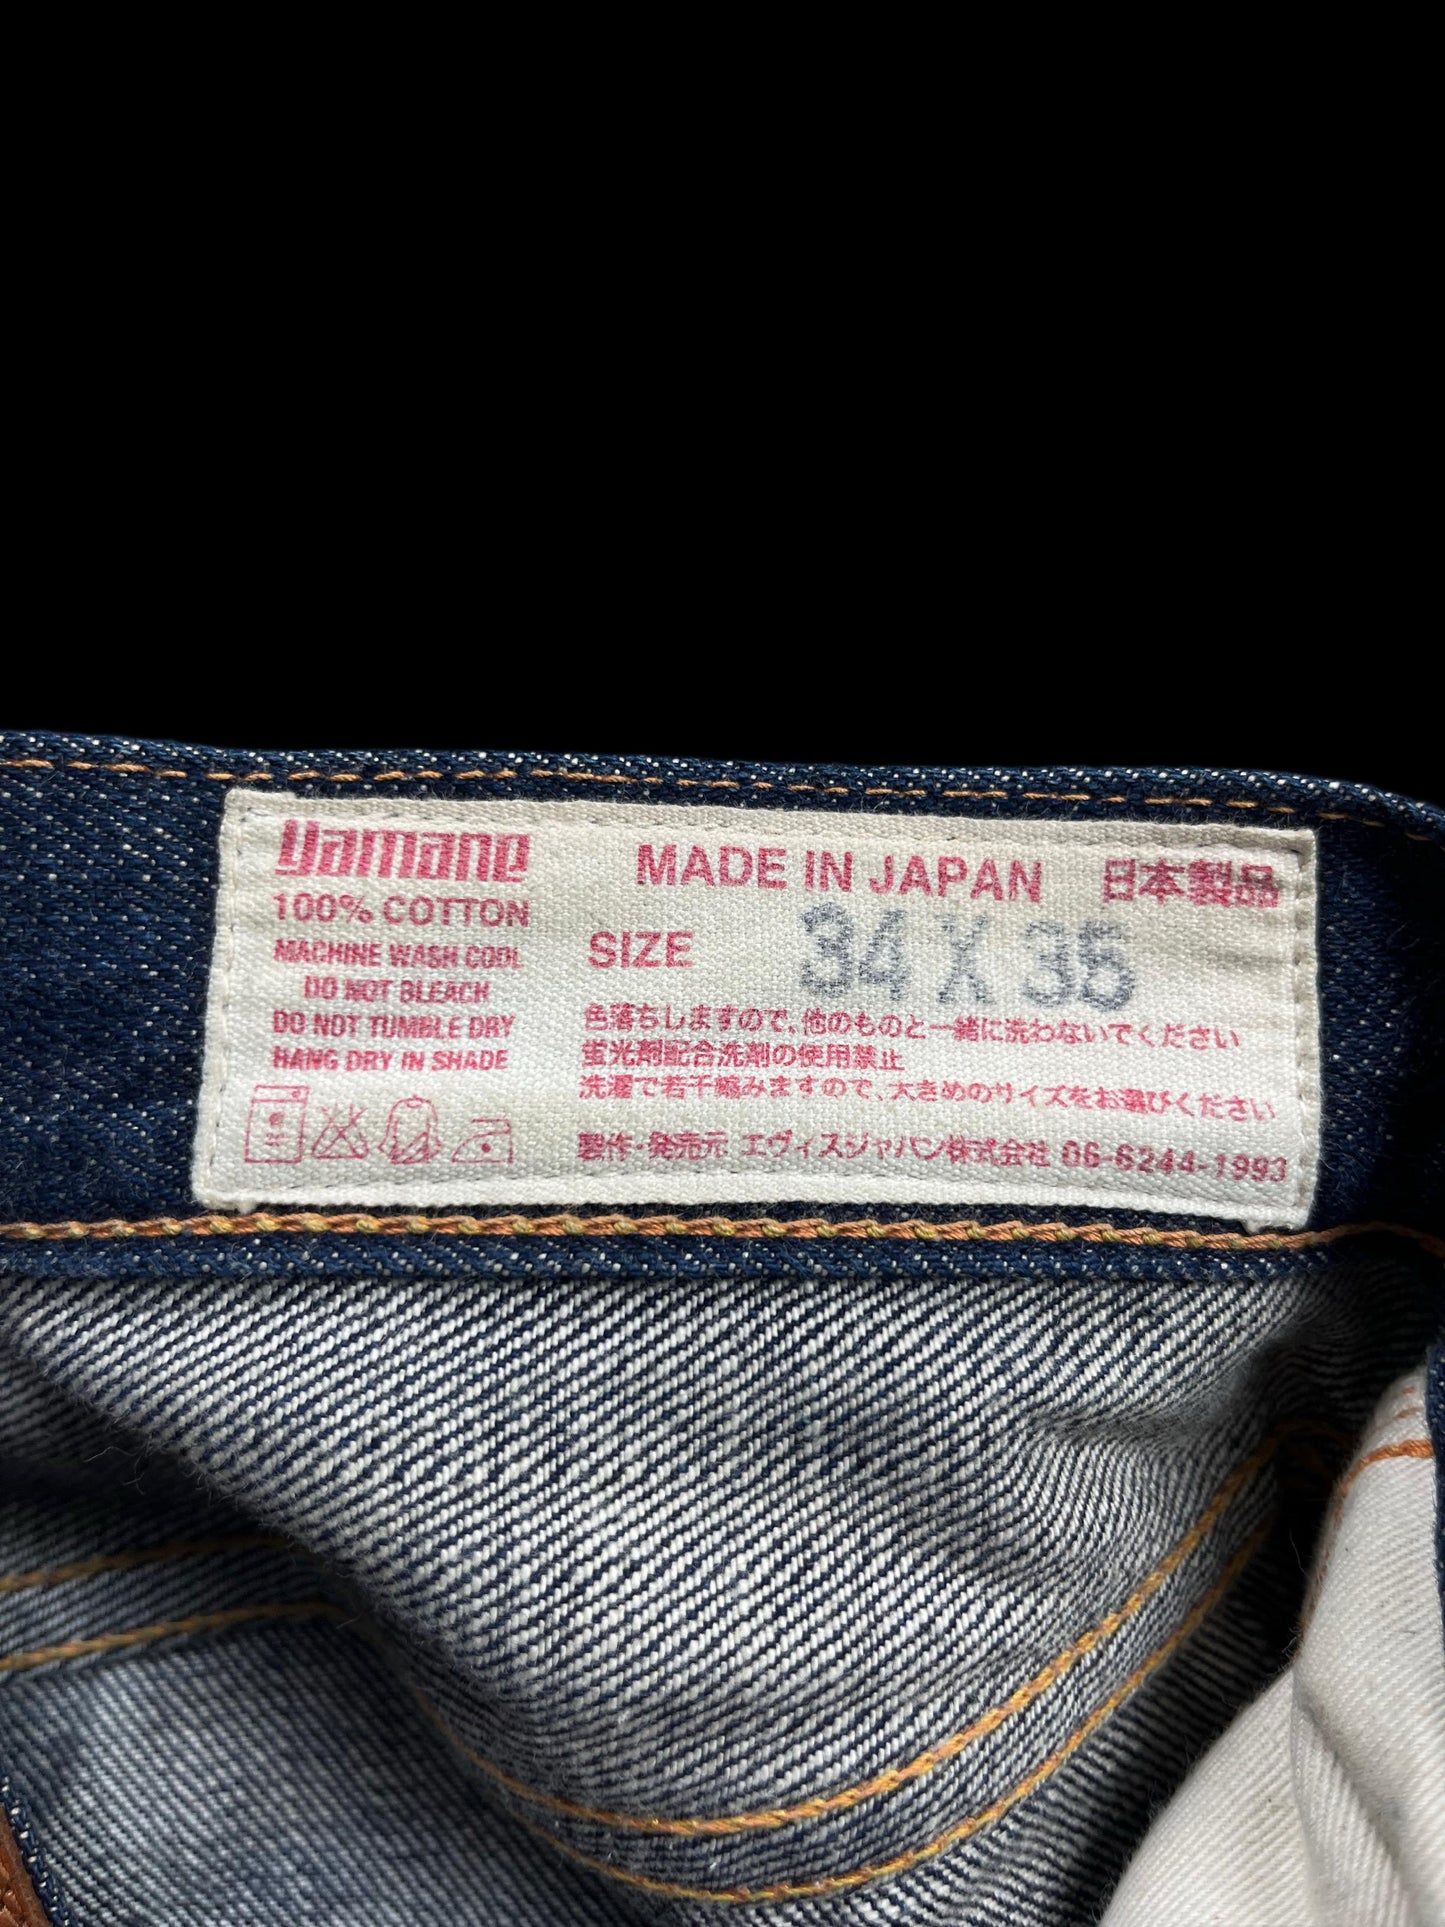 yamane
100% COTTON
MACHINE WASH COOL
DO NOT BLEACH
DO NOT TUMBLE DRY
HANG DRY IN SHADE
MADE IN JAPAN 日本製品
SIZE 34 X 35
色落ちしますので、他のものと一緒に洗わないでください
蛍光剤配合洗剤の使用禁止
洗濯で若干縮みますので、大きめのサイズをお選びください
製作・発売元 エヴィスジャパン株式会社 06-6244-1993